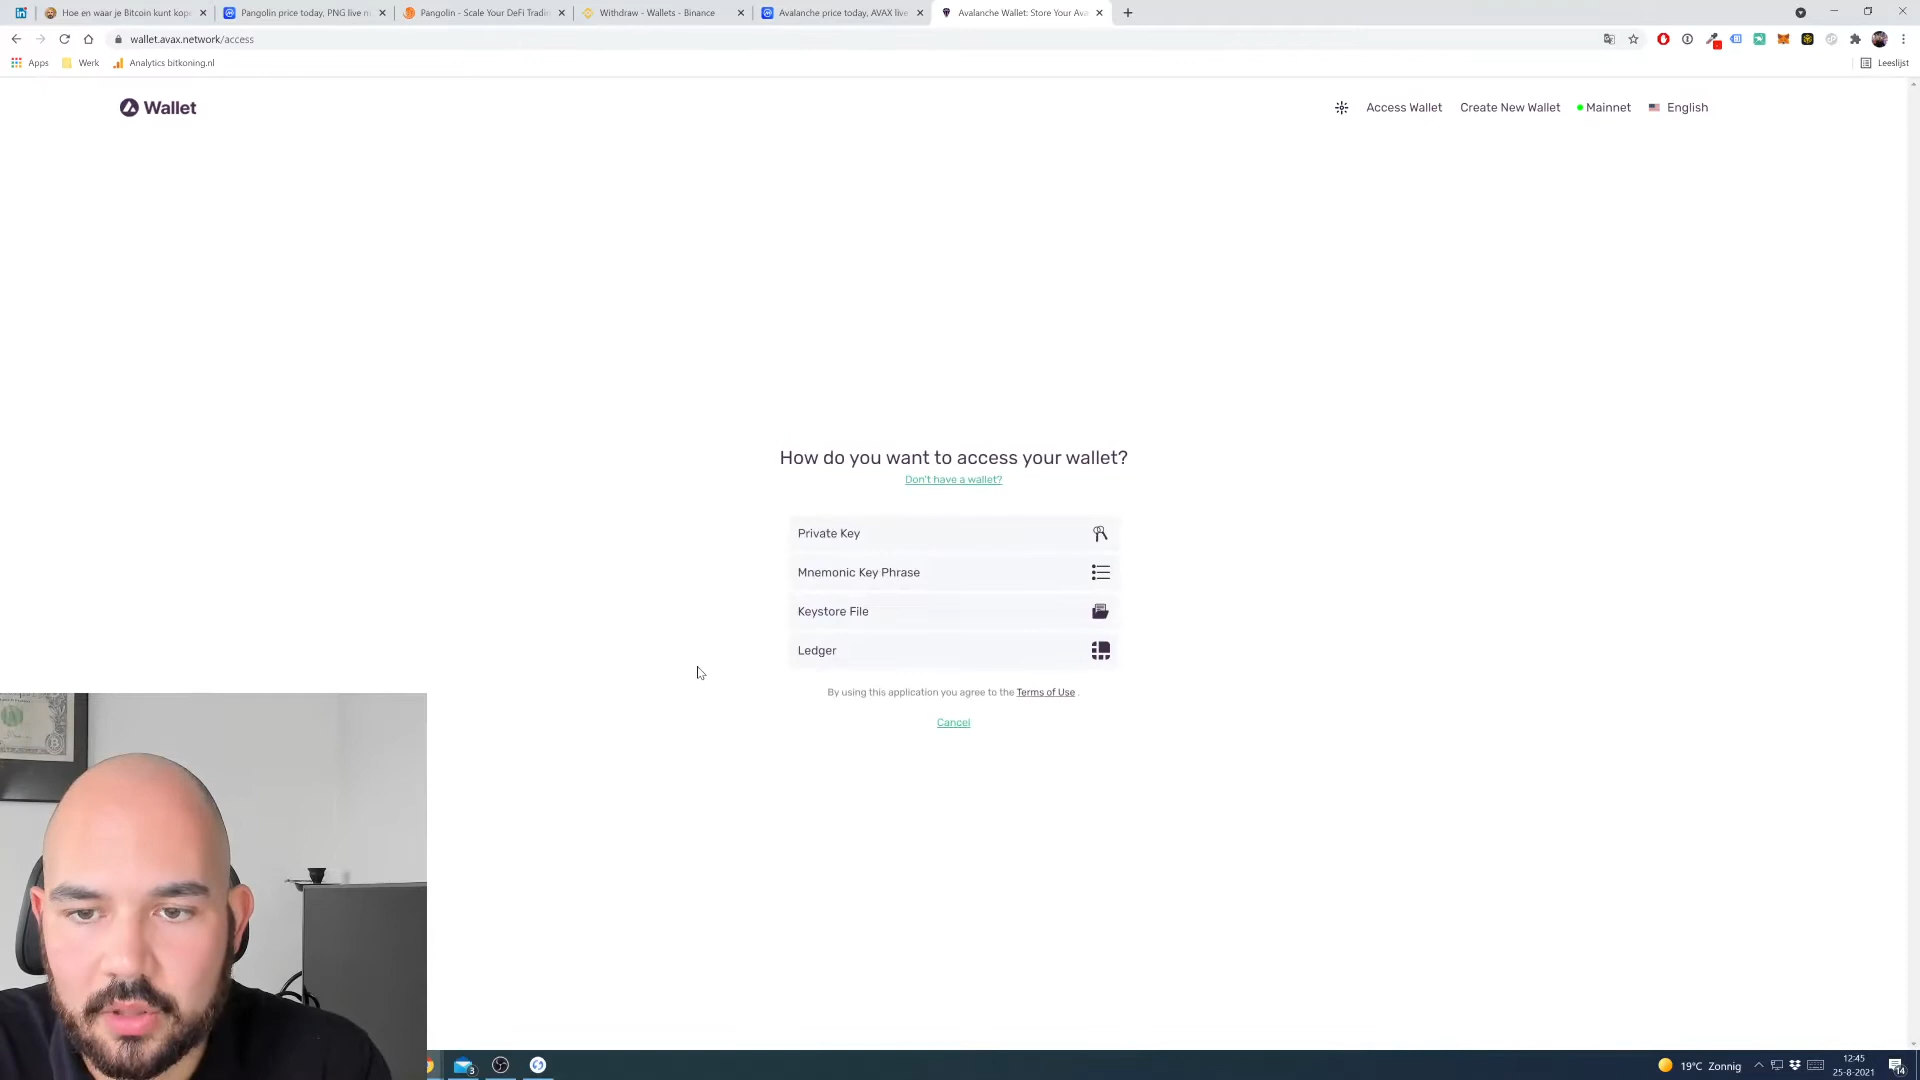 Hoe en waar je Bitcoin kunt kope
Pangolin price today, PNG live m
Pangolin - Scale Your DeFi Tradin
Withdraw - Wallets - Binance
Avalanche price today, AVAX live
Avalanche Wallet: Store Your Ava
wallet.avax.network/access
Apps
Werk
Analytics bitkoning.nl
Leeslijst
Wallet
Access Wallet
Create New Wallet
Mainnet
English
How do you want to access your wallet?
Don't have a wallet?
Private Key
Mnemonic Key Phrase
Keystore File
Ledger
By using this application you agree to the Terms of Use .
Cancel
3
19°C Zonnig
12:45
25-8-2021
14